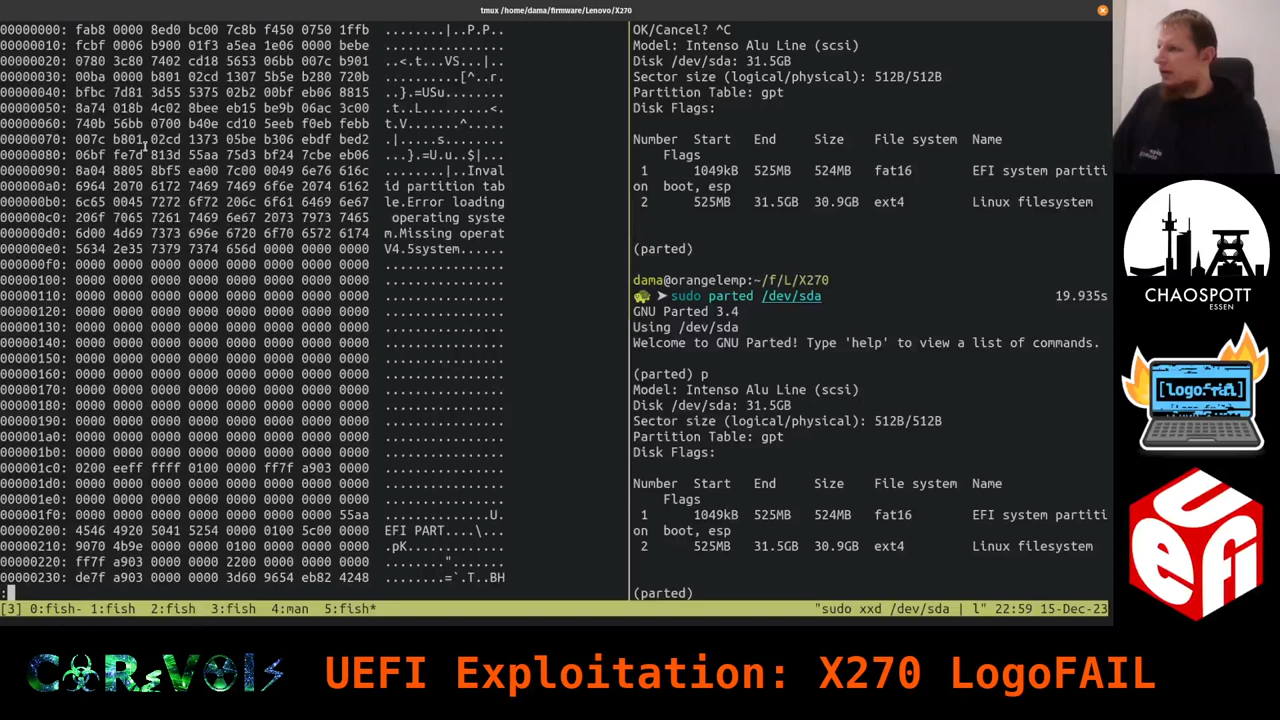 tmux /home/dama/firmware/Lenovo/X270
00000000: fab8 0000 8ed0 bc00 7c8b f450 0750 1ffb ........|..P.P..
00000010: fcbf 0006 b900 01f3 a5ea 1e06 0000 bebe ................
00000020: 0780 3c80 7402 cd18 5653 06bb 007c b901 ..<.t...VS...|..
00000030: 00ba 0000 b801 02cd 1307 5b5e b280 720b ..........[^..r.
00000040: bfbc 7d81 3d55 5375 02b2 00bf eb06 8815 ..}.=USu........
00000050: 8a74 018b 4c02 8bee eb15 be9b 06ac 3c00 .t..L.........<.
00000060: 740b 56bb 0700 b40e cd10 5eeb f0eb febb t.V.......^.....
00000070: 007c b801 02cd 1373 05be b306 ebdf bed2 .|.....s........
00000080: 06bf fe7d 813d 55aa 75d3 bf24 7cbe eb06 ...}.=U.u..$|...
00000090: 8a04 8805 8bf5 ea00 7c00 0049 6e76 616c ........|..Inval
000000a0: 6964 2070 6172 7469 7469 6f6e 2074 6162 id partition tab
000000b0: 6c65 0045 7272 6f72 206c 6f61 6469 6e67 le.Error loading
000000c0: 206f 7065 7261 7469 6e67 2073 7973 7465 operating syste
000000d0: 6d00 4d69 7373 696e 6720 6f70 6572 6174 m.Missing operat
000000e0: 5634 2e35 7379 7374 656d 0000 0000 0000 V4.5system......
000000f0: 0000 0000 0000 0000 0000 0000 0000 0000 ................
00000100: 0000 0000 0000 0000 0000 0000 0000 0000 ................
00000110: 0000 0000 0000 0000 0000 0000 0000 0000 ................
00000120: 0000 0000 0000 0000 0000 0000 0000 0000 ................
00000130: 0000 0000 0000 0000 0000 0000 0000 0000 ................
00000140: 0000 0000 0000 0000 0000 0000 0000 0000 ................
00000150: 0000 0000 0000 0000 0000 0000 0000 0000 ................
00000160: 0000 0000 0000 0000 0000 0000 0000 0000 ................
00000170: 0000 0000 0000 0000 0000 0000 0000 0000 ................
00000180: 0000 0000 0000 0000 0000 0000 0000 0000 ................
00000190: 0000 0000 0000 0000 0000 0000 0000 0000 ................
000001a0: 0000 0000 0000 0000 0000 0000 0000 0000 ................
000001b0: 0000 0000 0000 0000 0000 0000 0000 0000 ................
000001c0: 0200 eeff ffff 0100 0000 ff7f a903 0000 ................
000001d0: 0000 0000 0000 0000 0000 0000 0000 0000 ................
000001e0: 0000 0000 0000 0000 0000 0000 0000 0000 ................
000001f0: 0000 0000 0000 0000 0000 0000 0000 55aa ..............U.
00000200: 4546 4920 5041 5254 0000 0100 5c00 0000 EFI PART....\...
00000210: 9070 4b9e 0000 0000 0100 0000 0000 0000 .pK.............
00000220: ff7f a903 0000 0000 2200 0000 0000 0000 ........".......
00000230: de7f a903 0000 0000 3d60 9654 eb82 4248 ........=`.T..BH
:
OK/Cancel? ^C
Model: Intenso Alu Line (scsi)
Disk /dev/sda: 31.5GB
Sector size (logical/physical): 512B/512B
Partition Table: gpt
Disk Flags:
Number Start End Size File system Name
Flags
1 1049kB 525MB 524MB fat16 EFI system partiti
on boot, esp
2 525MB 31.5GB 30.9GB ext4 Linux filesystem
(parted)
dama@orangelemp:~/f/L/X270
🐢 ➤ sudo parted /dev/sda 19.935s
GNU Parted 3.4
Using /dev/sda
Welcome to GNU Parted! Type 'help' to view a list of commands.
(parted) p
Model: Intenso Alu Line (scsi)
Disk /dev/sda: 31.5GB
Sector size (logical/physical): 512B/512B
Partition Table: gpt
Disk Flags:
Number Start End Size File system Name
Flags
1 1049kB 525MB 524MB fat16 EFI system partiti
on boot, esp
2 525MB 31.5GB 30.9GB ext4 Linux filesystem
(parted)
[3] 0:fish- 1:fish 2:fish 3:fish 4:man 5:fish* "sudo xxd /dev/sda | l" 22:59 15-Dec-23
CHAOSPOTT
ESSEN
[logofail]
UEFI
UEFI Exploitation: X270 LogoFAIL